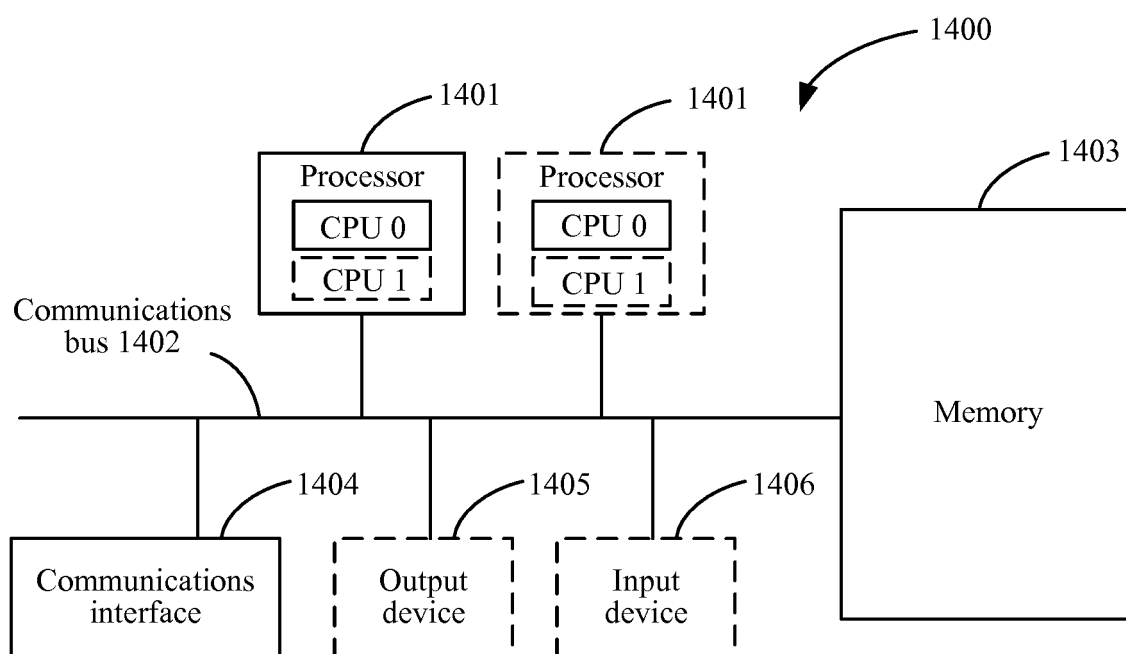 1400
1401
1401
1403
Processor
CPU 0
CPU 1
Processor
CPU 0
CPU 1
Communications
bus 1402
Memory
1404
1405
1406
Communications
interface
Output
device
Input
device